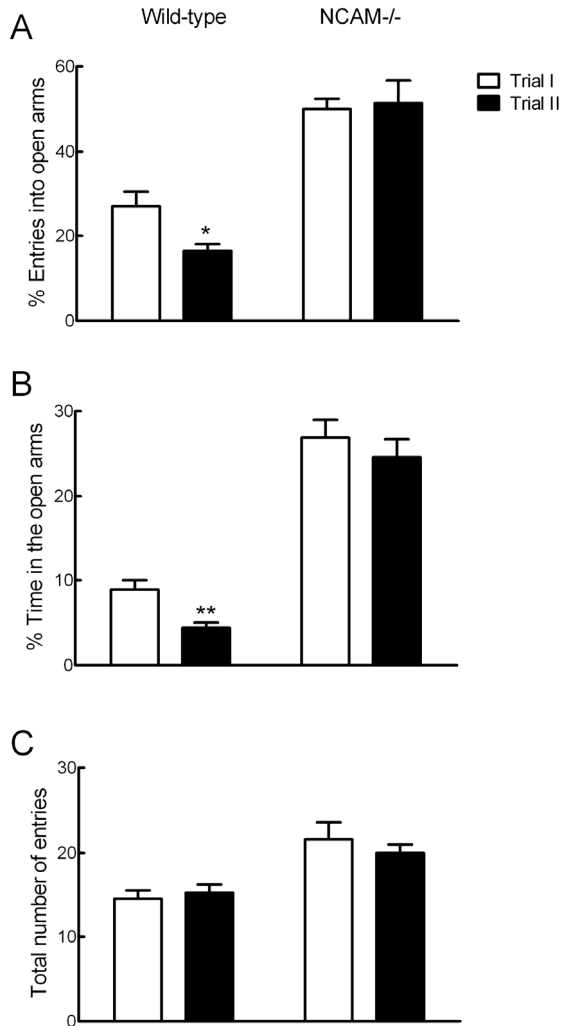 A
Wild-type
NCAM-/-
Trial I
Trial II
% Entries into open arms
60
40
20
0
*
B
% Time in the open arms
30
20
10
0
**
C
Total number of entries
30
20
10
0